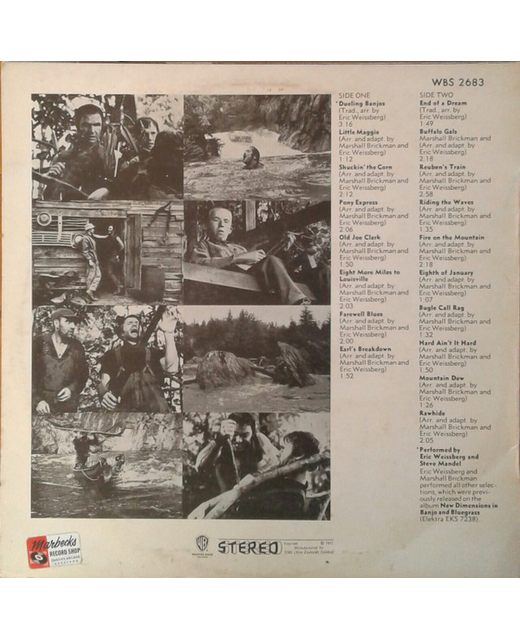 WBS 2683
SIDE ONE
*Dueling Banjos
(Trad., arr. by
Eric Weissberg)
3:16
Little Maggie
(Arr. and adapt. by
Marshall Brickman and
Eric Weissberg)
1:12
Shuckin' the Corn
(Arr. and adapt. by
Marshall Brickman and
Eric Weissberg)
2:12
Pony Express
(Arr. and adapt. by
Marshall Brickman and
Eric Weissberg)
2:06
Old Joe Clark
(Arr. and adapt. by
Marshall Brickman and
Eric Weissberg)
1:50
Eight More Miles to
Louisville
(Arr. and adapt. by
Marshall Brickman and
Eric Weissberg)
2:03
Farewell Blues
(Arr. and adapt. by
Marshall Brickman and
Eric Weissberg)
2:00
Earl's Breakdown
(Arr. and adapt. by
Marshall Brickman and
Eric Weissberg)
1:52
SIDE TWO
End of a Dream
(Trad., arr. by
Eric Weissberg)
1:49
Buffalo Gals
(Arr. and adapt. by
Marshall Brickman and
Eric Weissberg)
2:18
Reuben's Train
(Arr. and adapt. by
Marshall Brickman and
Eric Weissberg)
2:58
Riding the Waves
(Arr. and adapt. by
Marshall Brickman and
Eric Weissberg)
1:35
Fire on the Mountain
(Arr. and adapt. by
Marshall Brickman and
Eric Weissberg)
2:18
Eighth of January
(Arr. and adapt. by
Marshall Brickman and
Eric Weissberg)
1:07
Bugle Call Rag
(Arr. and adapt. by
Marshall Brickman and
Eric Weissberg)
1:32
Hard Ain't It Hard
(Arr. and adapt. by
Marshall Brickman and
Eric Weissberg)
1:50
Mountain Dew
(Arr. and adapt. by
Marshall Brickman and
Eric Weissberg)
1:26
Rawhide
(Arr. and adapt. by
Marshall Brickman and
Eric Weissberg)
2:05
*Performed by
Eric Weissberg and
Steve Mandel
Eric Weissberg and
Marshall Brickman
performed all other selec-
tions, which were previ-
ously released on the
album New Dimensions in
Banjo and Bluegrass
(Elektra EKS 7238).
Marbecks
RECORD SHOP
STEREO